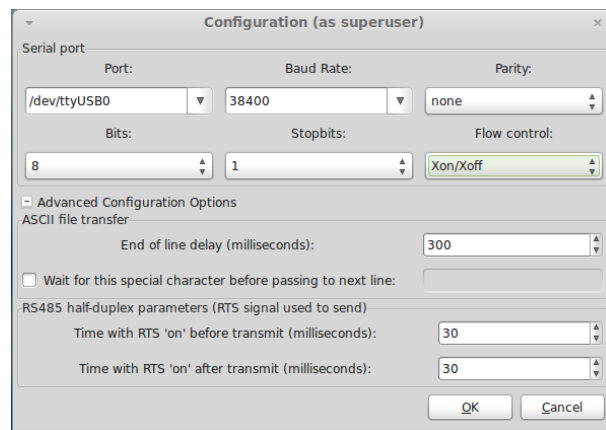 Configuration (as superuser)
Serial port
Port: Baud Rate: Parity:
/dev/ttyUSB0 38400 none
Bits: Stopbits: Flow control:
8 1 Xon/Xoff
Advanced Configuration Options
ASCII file transfer
End of line delay (milliseconds): 300
Wait for this special character before passing to next line:
RS485 half-duplex parameters (RTS signal used to send)
Time with RTS 'on' before transmit (milliseconds): 30
Time with RTS 'on' after transmit (milliseconds): 30
OK Cancel